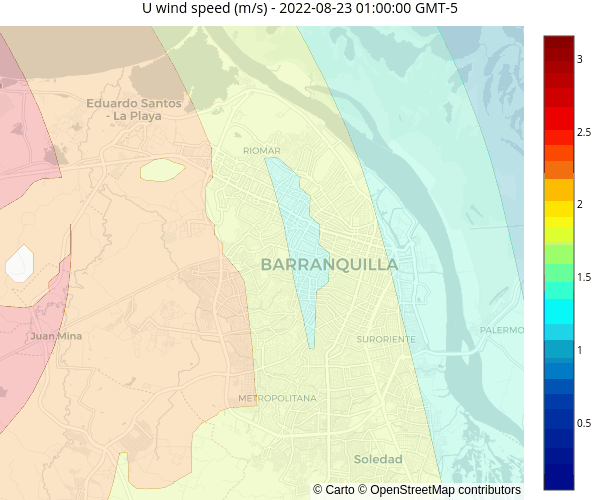 U wind speed (m/s) - 2022-08-23 01:00:00 GMT-5
3
Eduardo Santos
- La Playa
2.5
RIOMAR
2
BARRANQUILLA
1.5
PALERMO
Juan Mina
SURORIENTE
1
METROPOLITANA
0.5
Soledad
© Carto © OpenStreetMap contributors